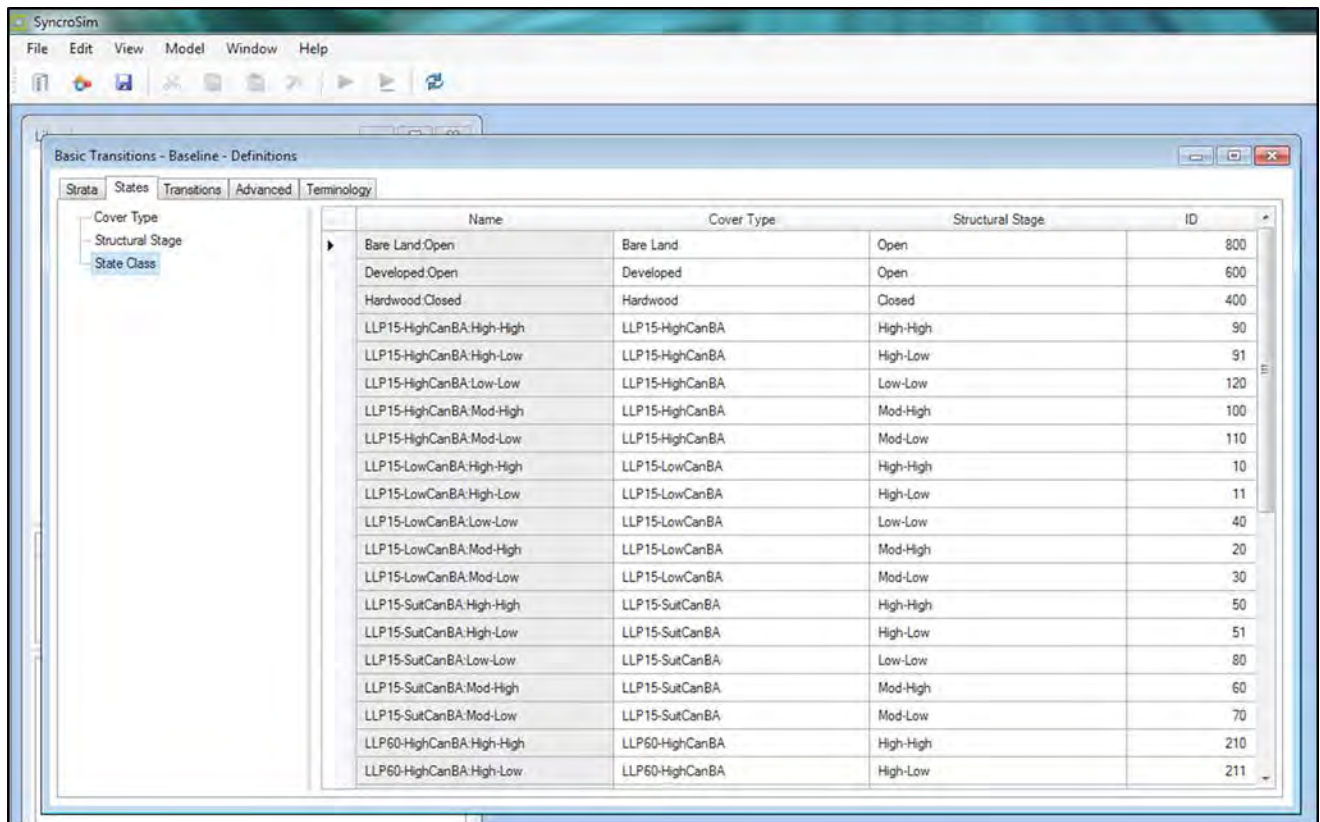 SyncroSim
File Edit View Model Window Help
Basic Transitions - Baseline - Definitions
Strata States Transitions Advanced Terminology
Cover Type
Structural Stage
State Class
Name Cover Type Structural Stage ID
Bare Land:Open Bare Land Open 800
Developed:Open Developed Open 600
Hardwood:Closed Hardwood Closed 400
LLP15-HighCanBA:High-High LLP15-HighCanBA High-High 90
LLP15-HighCanBA:High-Low LLP15-HighCanBA High-Low 91
LLP15-HighCanBA:Low-Low LLP15-HighCanBA Low-Low 120
LLP15-HighCanBA:Mod-High LLP15-HighCanBA Mod-High 100
LLP15-HighCanBA:Mod-Low LLP15-HighCanBA Mod-Low 110
LLP15-LowCanBA:High-High LLP15-LowCanBA High-High 10
LLP15-LowCanBA:High-Low LLP15-LowCanBA High-Low 11
LLP15-LowCanBA:Low-Low LLP15-LowCanBA Low-Low 40
LLP15-LowCanBA:Mod-High LLP15-LowCanBA Mod-High 20
LLP15-LowCanBA:Mod-Low LLP15-LowCanBA Mod-Low 30
LLP15-SuitCanBA:High-High LLP15-SuitCanBA High-High 50
LLP15-SuitCanBA:High-Low LLP15-SuitCanBA High-Low 51
LLP15-SuitCanBA:Low-Low LLP15-SuitCanBA Low-Low 80
LLP15-SuitCanBA:Mod-High LLP15-SuitCanBA Mod-High 60
LLP15-SuitCanBA:Mod-Low LLP15-SuitCanBA Mod-Low 70
LLP60-HighCanBA:High-High LLP60-HighCanBA High-High 210
LLP60-HighCanBA:High-Low LLP60-HighCanBA High-Low 211